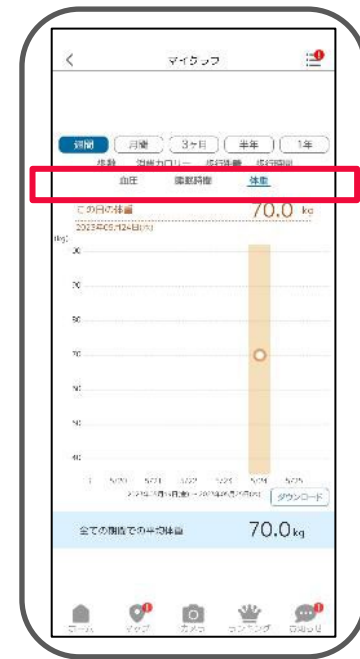 マイグラフ
週間 月間 3ヶ月 半年 1年
歩数 消費カロリー 歩行距離 歩行時間
血圧 睡眠時間 体重
この日の体重 70.0 kg
2023年05月24日(水)
(kg)
90
80
70
40
5/20 5/21 5/22 5/23 5/24 5/25
ダウンロード
全ての期間での平均体重 70.0 kg
ホーム マップ カメラ ランキング お知らせ